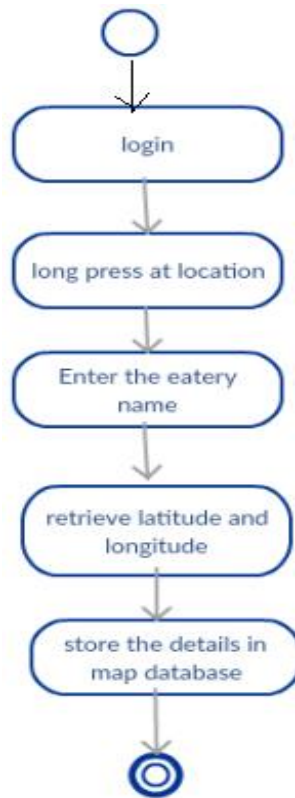 login
long press at location
Enter the eatery
name
retrieve latitude and
longitude
store the details in
map database